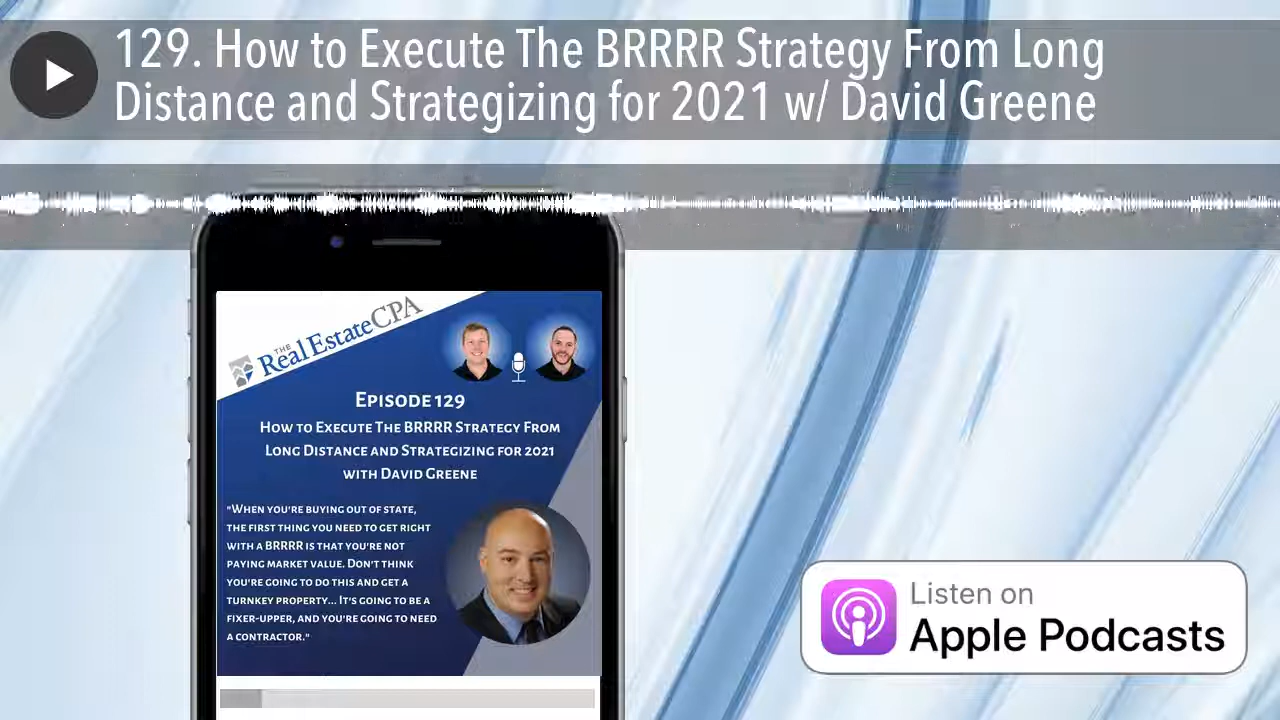 129. How to Execute The BRRRR Strategy From Long
Distance and Strategizing for 2021 w/ David Greene
THE
Real Estate CPA
EPISODE 129
HOW TO EXECUTE THE BRRRR STRATEGY FROM
LONG DISTANCE AND STRATEGIZING FOR 2021
WITH DAVID GREENE
"WHEN YOU'RE BUYING OUT OF STATE,
THE FIRST THING YOU NEED TO GET RIGHT
WITH A BRRRR IS THAT YOU'RE NOT
PAYING MARKET VALUE. DON'T THINK
YOU'RE GOING TO DO THIS AND GET A
TURNKEY PROPERTY... IT'S GOING TO BE A
FIXER-UPPER, AND YOU'RE GOING TO NEED
A CONTRACTOR."
Listen on
Apple Podcasts